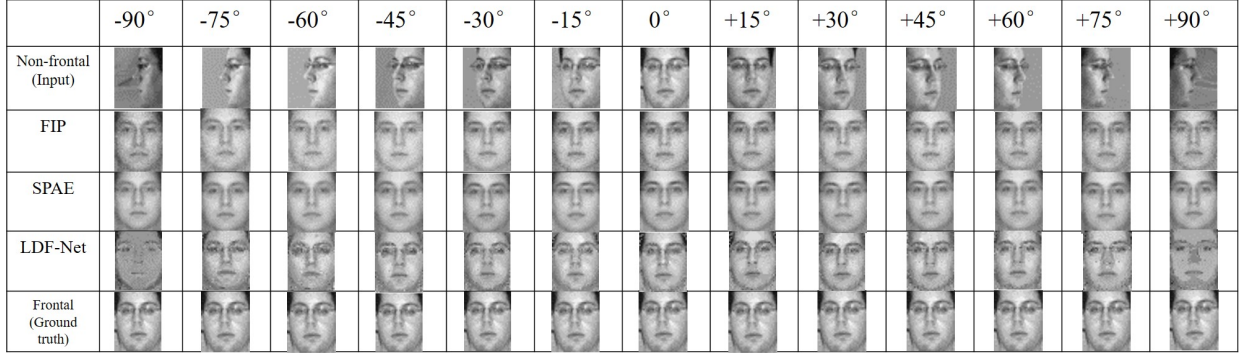 -90° -75° -60° -45° -30° -15° 0° +15° +30° +45° +60° +75° +90°
Non-frontal
(Input)
FIP
SPAE
LDF-Net
Frontal
(Ground
truth)